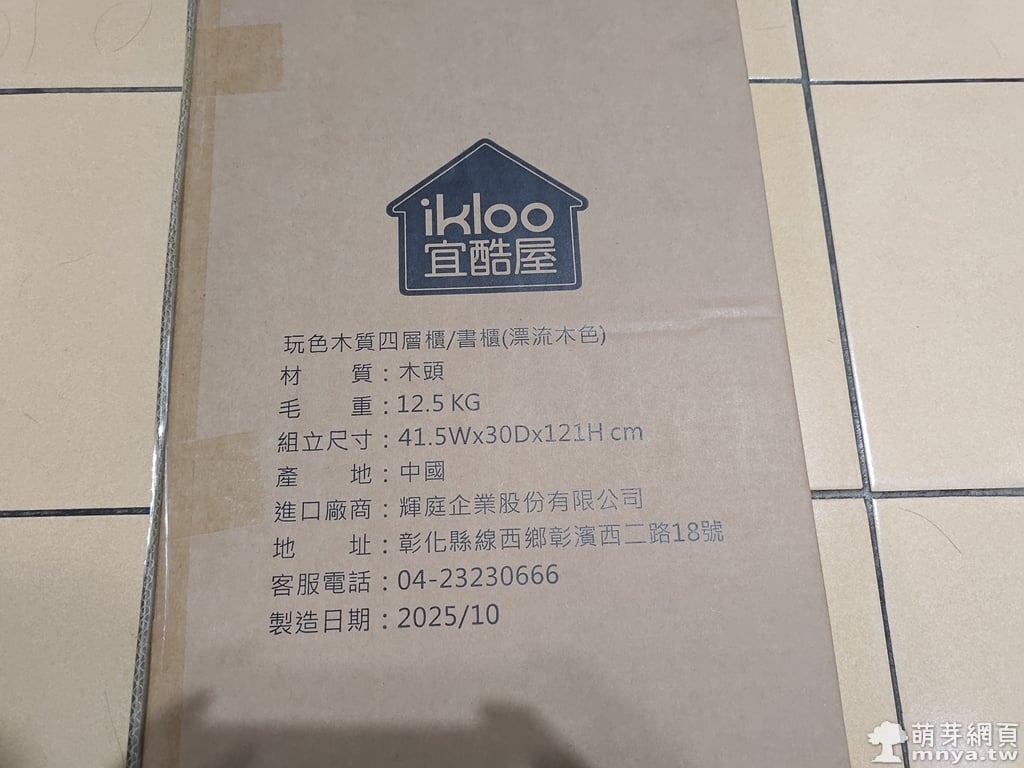 ikloo
宜酷屋
玩色木質四層櫃/書櫃(漂流木色)
材 質：木頭
毛 重：12.5 KG
組立尺寸：41.5Wx30Dx121H cm
產 地：中國
進口廠商：輝庭企業股份有限公司
地 址：彰化縣線西鄉彰濱西二路18號
客服電話：04-23230666
製造日期：2025/10
萌芽網頁
mnya.tw